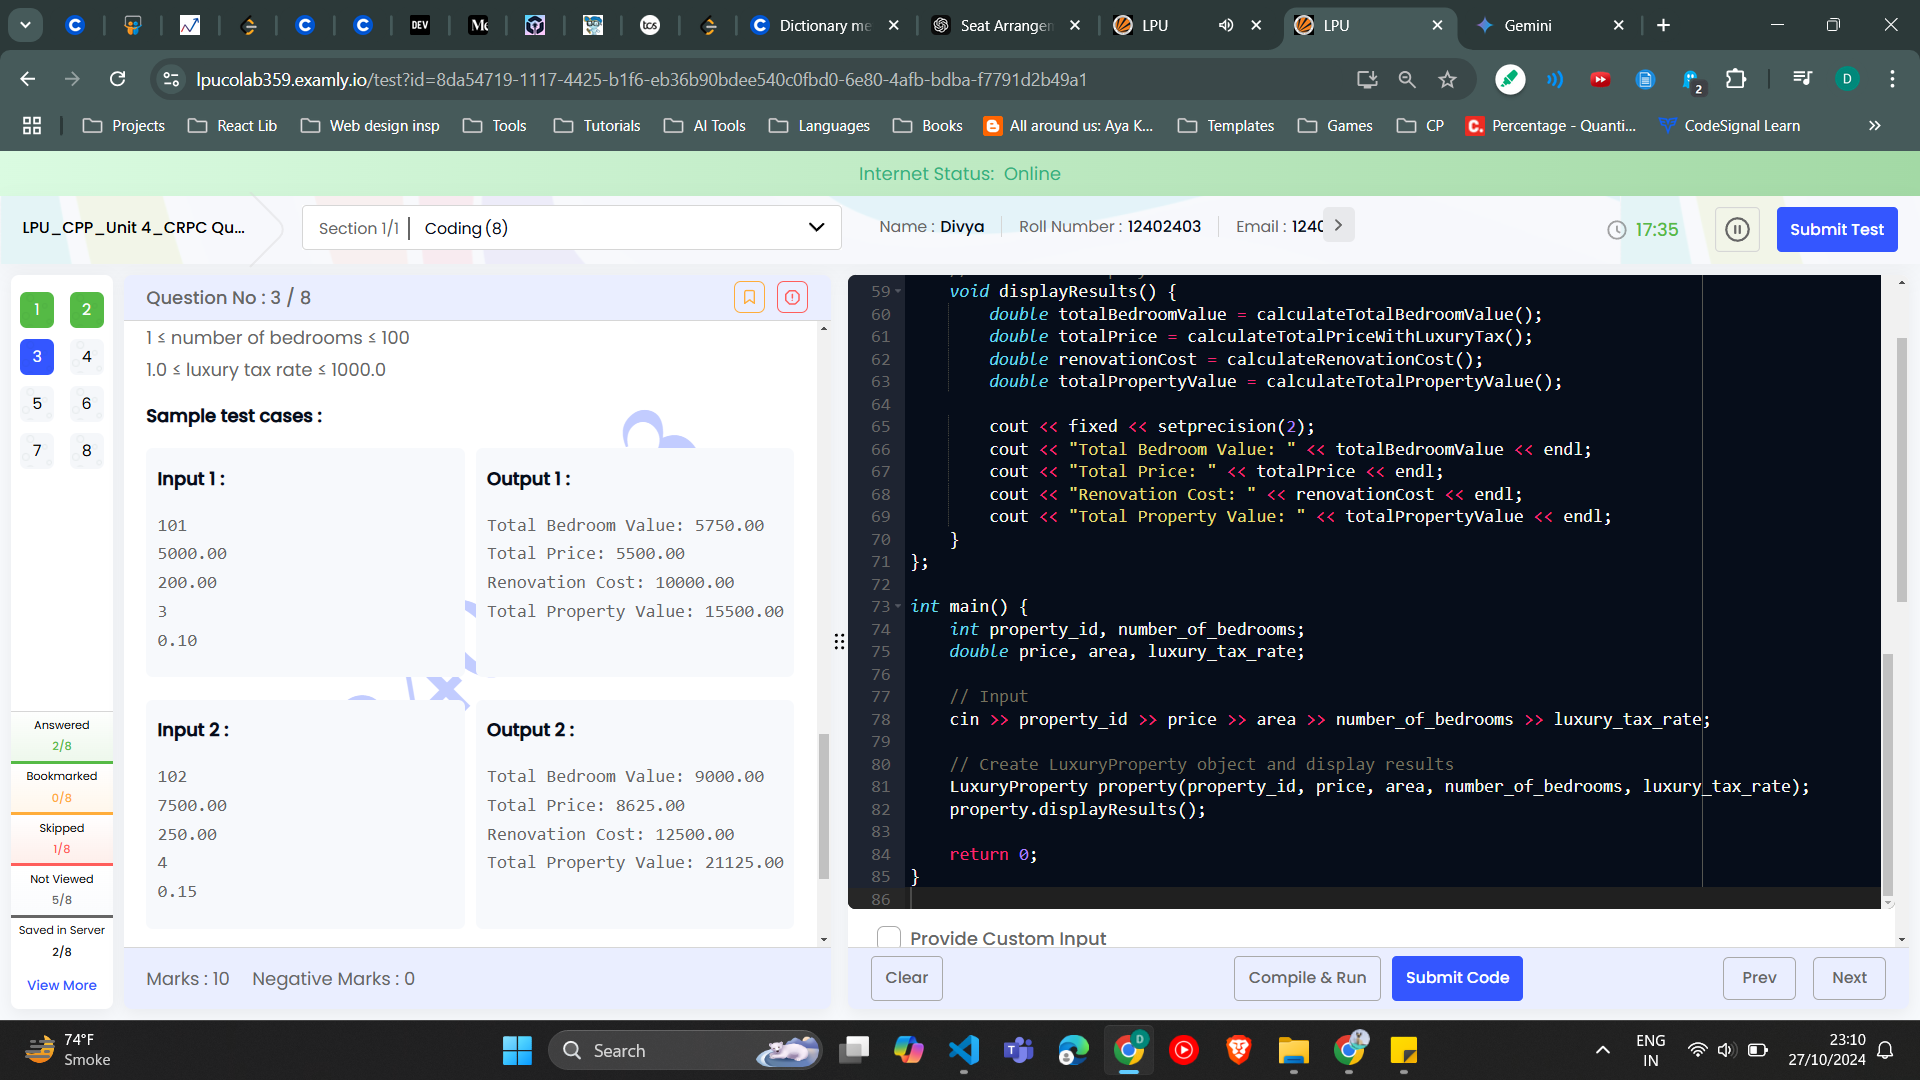 DEV
tcs
Dictionary me
Seat Arrangen
LPU
LPU
Gemini
lpucolab359.examly.io/test?id=8da54719-1117-4425-b1f6-eb36b90bdee540c0fbd0-6e80-4afb-bdba-f7791d2b49a1
2
D
Projects
React Lib
Web design insp
Tools
Tutorials
AI Tools
Languages
Books
All around us: Aya K...
Templates
Games
CP
Percentage - Quanti...
CodeSignal Learn
Internet Status: Online
LPU_CPP_Unit 4_CRPC Qu...
Section 1/1 | Coding (8)
Name : Divya
Roll Number : 12402403
Email : 1240
17:35
Submit Test
1 2
3 4
5 6
7 8
Answered
2/8
Bookmarked
0/8
Skipped
1/8
Not Viewed
5/8
Saved in Server
2/8
View More
Question No : 3 / 8
1 ≤ number of bedrooms ≤ 100
1.0 ≤ luxury tax rate ≤ 1000.0
Sample test cases :
Input 1 :
101
5000.00
200.00
3
0.10
Output 1 :
Total Bedroom Value: 5750.00
Total Price: 5500.00
Renovation Cost: 10000.00
Total Property Value: 15500.00
Input 2 :
102
7500.00
250.00
4
0.15
Output 2 :
Total Bedroom Value: 9000.00
Total Price: 8625.00
Renovation Cost: 12500.00
Total Property Value: 21125.00
Marks : 10 Negative Marks : 0
59 void displayResults() {
60 double totalBedroomValue = calculateTotalBedroomValue();
61 double totalPrice = calculateTotalPriceWithLuxuryTax();
62 double renovationCost = calculateRenovationCost();
63 double totalPropertyValue = calculateTotalPropertyValue();
64
65 cout << fixed << setprecision(2);
66 cout << "Total Bedroom Value: " << totalBedroomValue << endl;
67 cout << "Total Price: " << totalPrice << endl;
68 cout << "Renovation Cost: " << renovationCost << endl;
69 cout << "Total Property Value: " << totalPropertyValue << endl;
70 }
71 };
72
73 int main() {
74 int property_id, number_of_bedrooms;
75 double price, area, luxury_tax_rate;
76
77 // Input
78 cin >> property_id >> price >> area >> number_of_bedrooms >> luxury_tax_rate;
79
80 // Create LuxuryProperty object and display results
81 LuxuryProperty property(property_id, price, area, number_of_bedrooms, luxury_tax_rate);
82 property.displayResults();
83
84 return 0;
85 }
86
Provide Custom Input
Clear
Compile & Run
Submit Code
Prev
Next
74°F
Smoke
Search
ENG
IN
23:10
27/10/2024